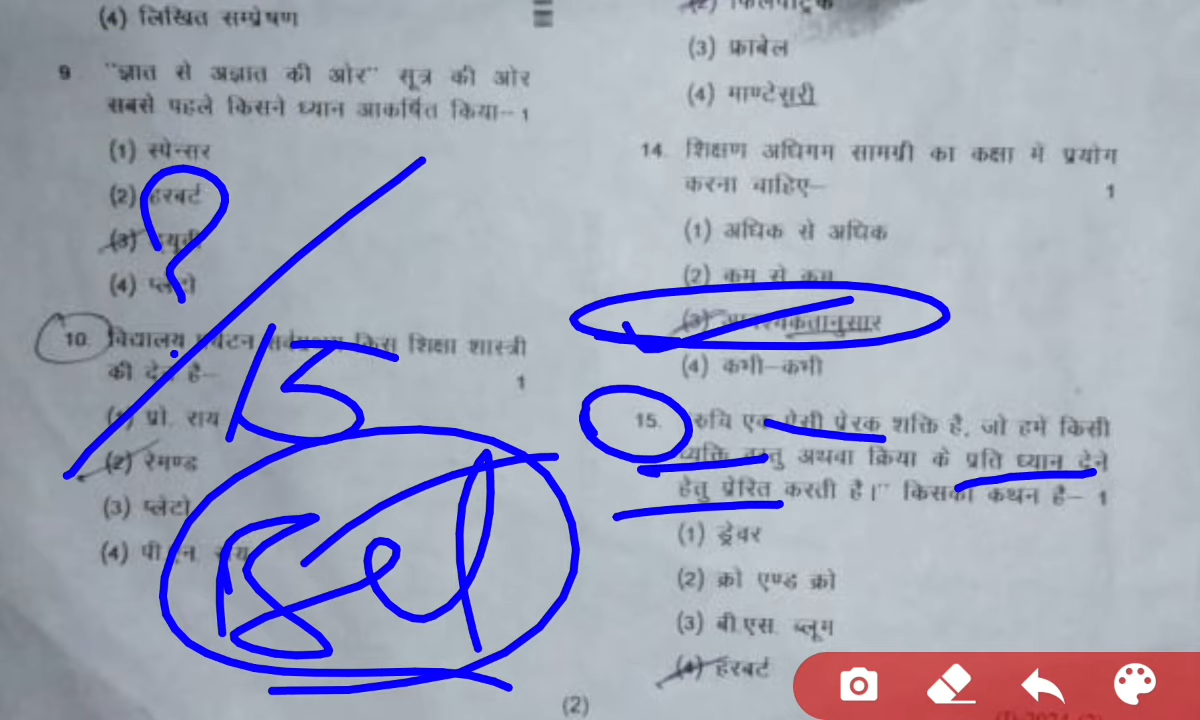 (4) लिखित सम्प्रेषण
9 "ज्ञात से अज्ञात की ओर" सूत्र की ओर
सबसे पहले किसने ध्यान आकर्षित किया– 1
(1) स्पेन्सर
(2) हरबर्ट
(3) ड्यूवी
(4) प्लेटो
10. विद्यालय किस शिक्षा शास्त्री
की देन है– 1
(1) प्रो. राय
(2) रेमण्ड
(3) प्लेटो
(4) पी.एन. राय
15
(2)
(3) फ्राबेल
(4) माण्टेसरी
14. शिक्षण अधिगम सामग्री का कक्षा में प्रयोग
करना चाहिए– 1
(1) अधिक से अधिक
(2) कम से कम
(3) आवश्यकतानुसार
(4) कभी–कभी
15. रुचि एक ऐसी प्रेरक शक्ति है, जो हमें किसी
व्यक्ति वस्तु अथवा क्रिया के प्रति ध्यान देने
हेतु प्रेरित करती है।" किसका कथन है– 1
(1) ड्रेवर
(2) क्रो एण्ड क्रो
(3) बी.एस. ब्लूम
(4) हरबर्ट
(2)